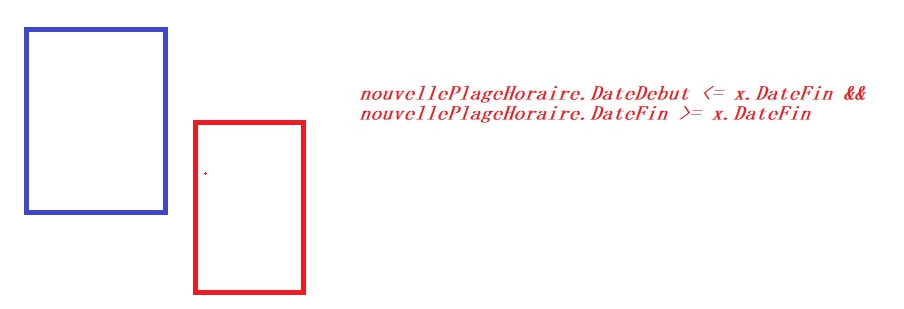 nouvellePlageHoraire.DateDebut <= x.DateFin &&
nouvellePlageHoraire.DateFin >= x.DateFin